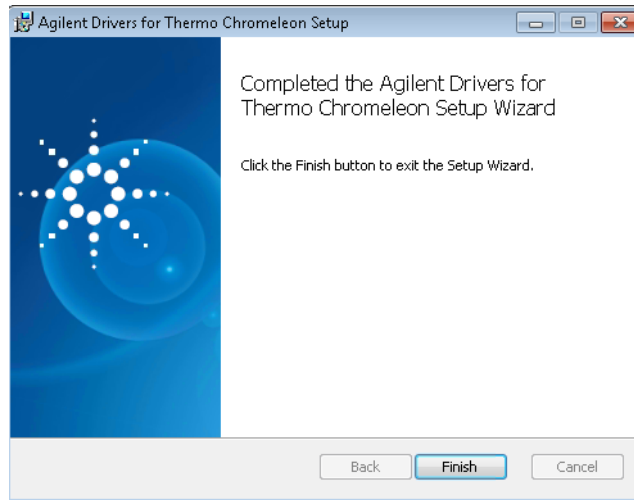 Agilent Drivers for Thermo Chromeleon Setup
Completed the Agilent Drivers for
Thermo Chromeleon Setup Wizard
Click the Finish button to exit the Setup Wizard.
Back Finish Cancel